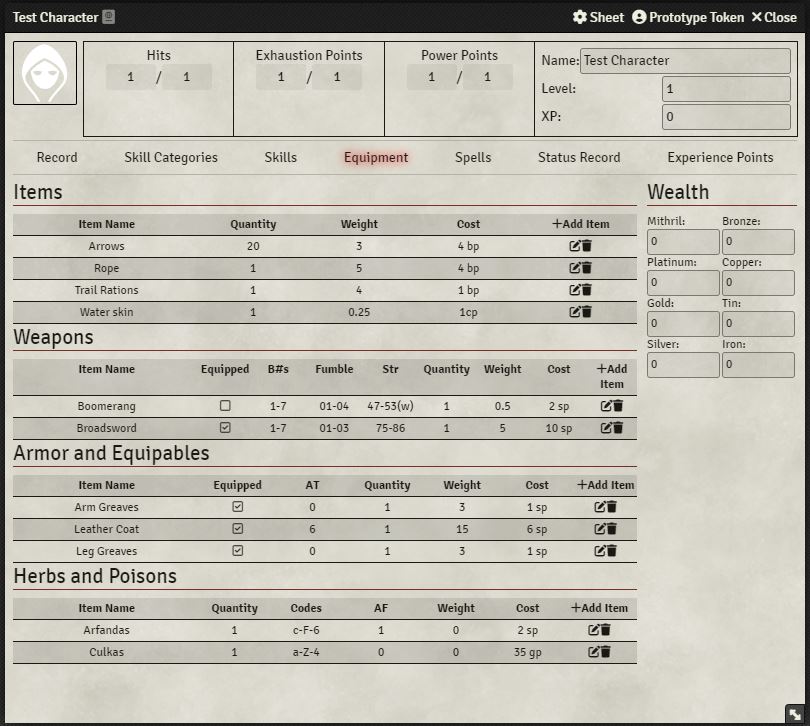 Test Character Sheet Prototype Token Close
Hits Exhaustion Points Power Points
1 / 1 1 / 1 1 / 1
Name: Test Character
Level: 1
XP: 0
Record Skill Categories Skills Equipment Spells Status Record Experience Points
Items
Item Name Quantity Weight Cost +Add Item
Arrows 20 3 4 bp
Rope 1 5 4 bp
Trail Rations 1 4 1 bp
Water skin 1 0.25 1cp
Weapons
Item Name Equipped B#s Fumble Str Quantity Weight Cost +Add
Item
Boomerang 1-7 01-04 47-53(w) 1 0.5 2 sp
Broadsword 1-7 01-03 75-86 1 5 10 sp
Armor and Equipables
Item Name Equipped AT Quantity Weight Cost +Add Item
Arm Greaves 0 1 3 1 sp
Leather Coat 6 1 15 6 sp
Leg Greaves 0 1 3 1 sp
Herbs and Poisons
Item Name Quantity Codes AF Weight Cost +Add Item
Arfandas 1 c-F-6 1 0 2 sp
Culkas 1 a-Z-4 0 0 35 gp
Wealth
Mithril: Bronze:
0 0
Platinum: Copper:
0 0
Gold: Tin:
0 0
Silver: Iron:
0 0